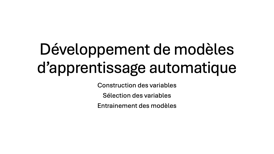 Développement de modèles
d’apprentissage automatique
Construction des variables
Sélection des variables
Entrainement des modèles